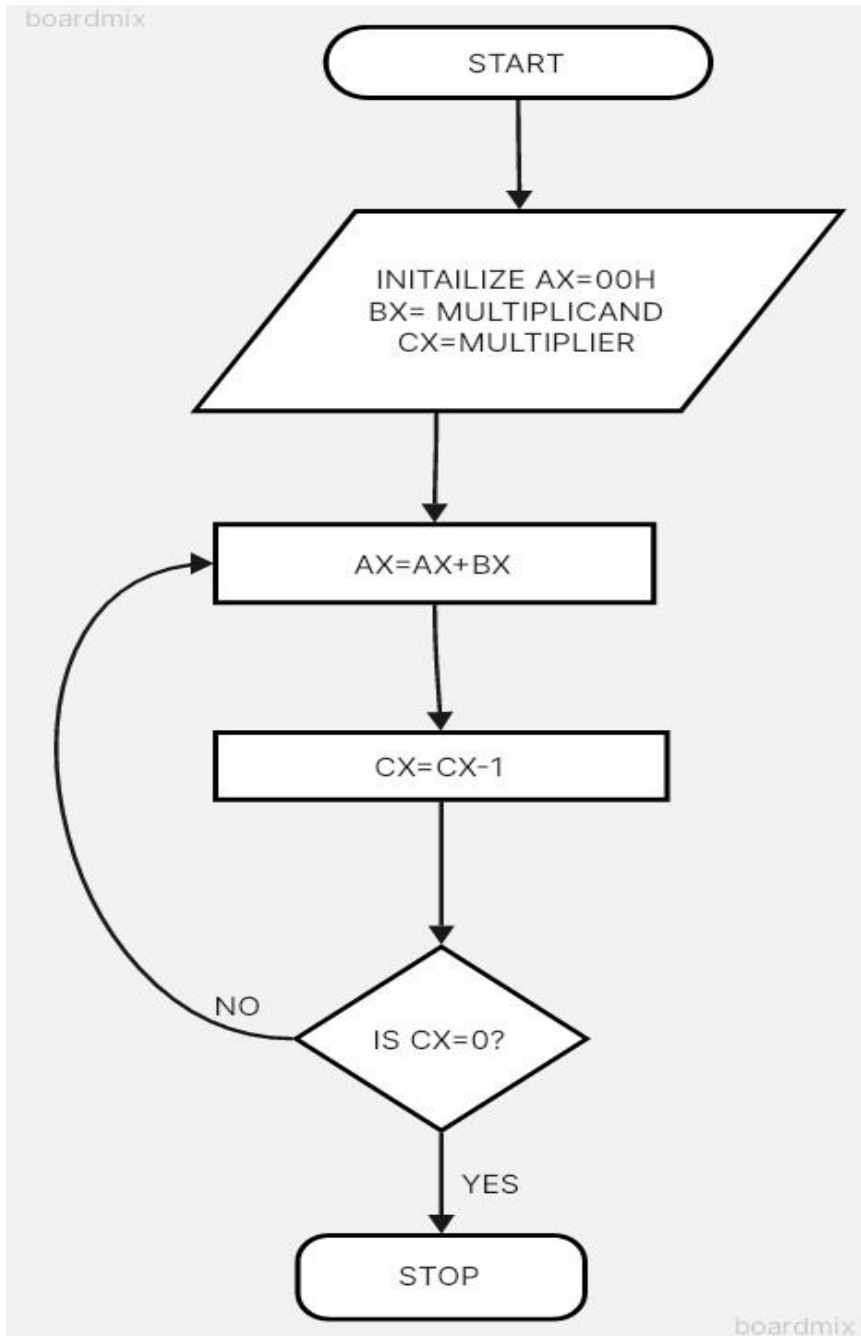 boardmix
START
INITAILIZE AX=00H
BX= MULTIPLICAND
CX=MULTIPLIER
AX=AX+BX
CX=CX-1
NO
IS CX=0?
YES
STOP
boardmix